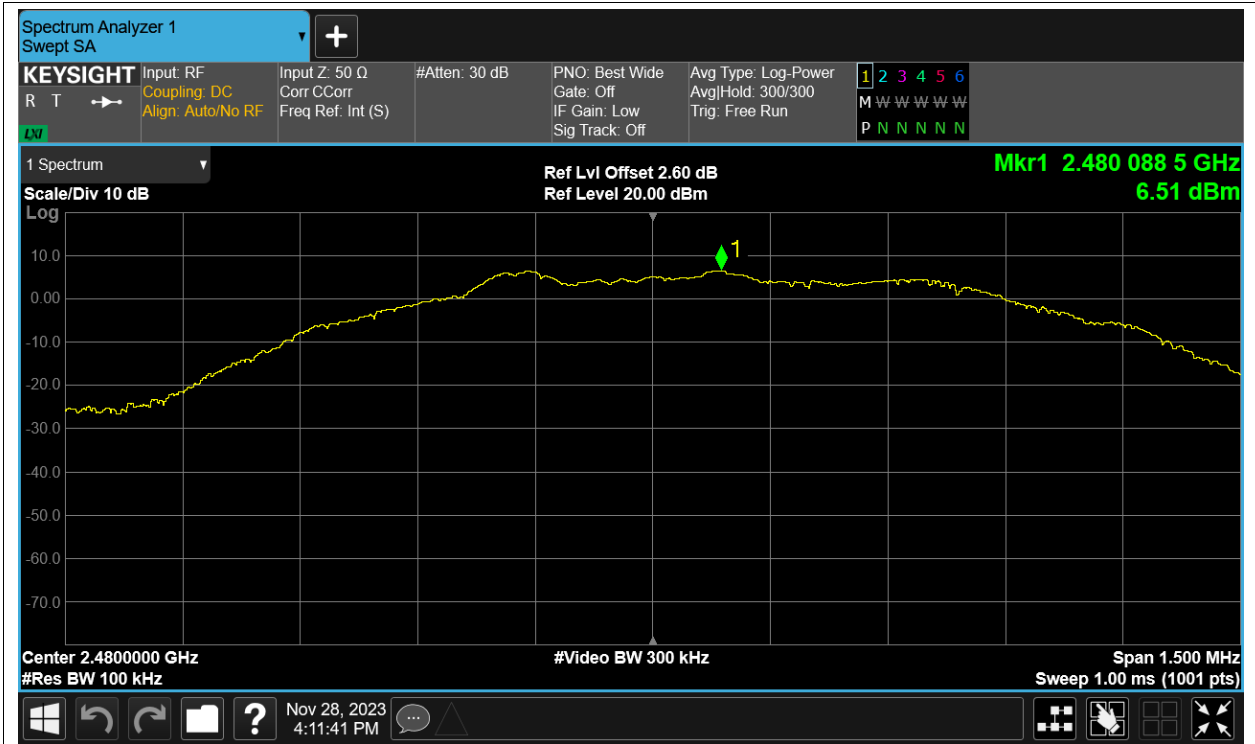 Spectrum Analyzer 1
Swept SA
KEYSIGHT
R T
LXI
Input: RF
Coupling: DC
Align: Auto/No RF
Input Z: 50 Ω
Corr CCorr
Freq Ref: Int (S)
#Atten: 30 dB
PNO: Best Wide
Gate: Off
IF Gain: Low
Sig Track: Off
Avg Type: Log-Power
Avg|Hold: 300/300
Trig: Free Run
1 2 3 4 5 6
M W W W W W
P N N N N N
1 Spectrum
Scale/Div 10 dB
Log
Ref Lvl Offset 2.60 dB
Ref Level 20.00 dBm
Mkr1 2.480 088 5 GHz
6.51 dBm
1
10.0
0.00
-10.0
-20.0
-30.0
-40.0
-50.0
-60.0
-70.0
Center 2.4800000 GHz
#Res BW 100 kHz
#Video BW 300 kHz
Span 1.500 MHz
Sweep 1.00 ms (1001 pts)
?
Nov 28, 2023
4:11:41 PM